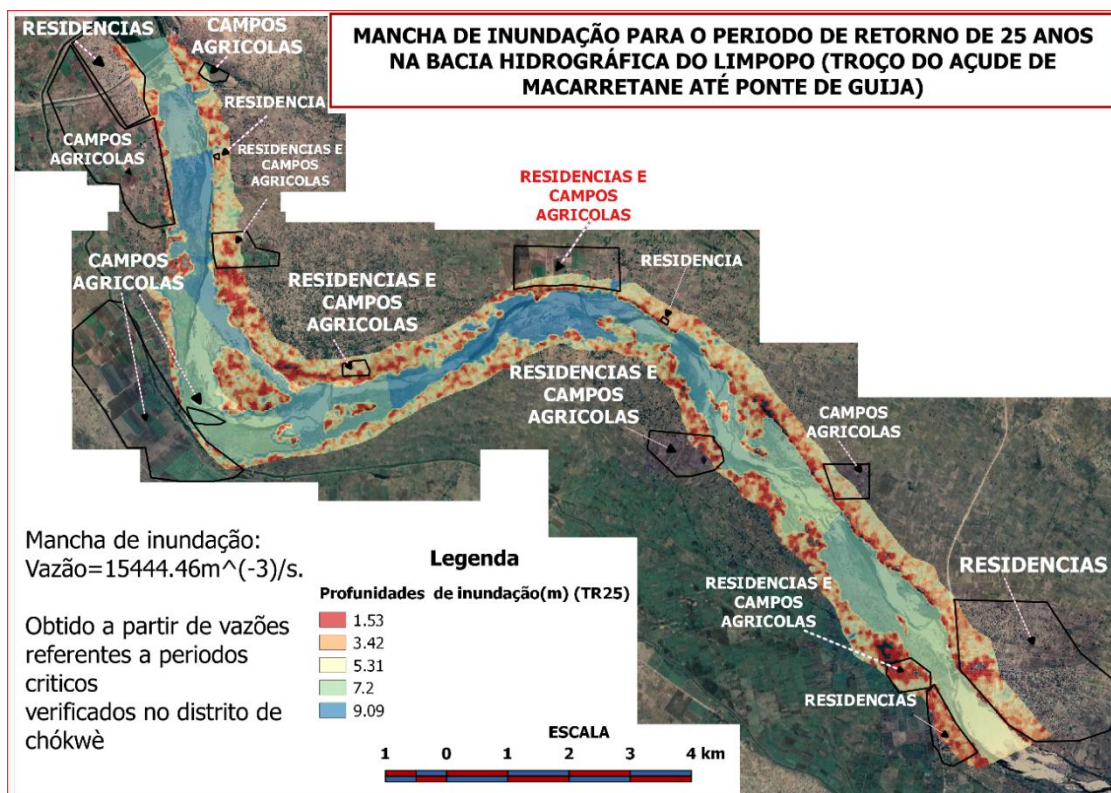 MANCHA DE INUNDAÇÃO PARA O PERIODO DE RETORNO DE 25 ANOS
NA BACIA HIDROGRÁFICA DO LIMPOPO (TROÇO DO AÇUDE DE
MACARRETANE ATÉ PONTE DE GUIJA)
RESIDENCIAS
CAMPOS
AGRICOLAS
RESIDENCIA
CAMPOS
AGRICOLAS
RESIDENCIAS E
CAMPOS
AGRICOLAS
RESIDENCIAS E
CAMPOS
AGRICOLAS
CAMPOS
AGRICOLAS
RESIDENCIAS E
CAMPOS
AGRICOLAS
RESIDENCIA
RESIDENCIAS E
CAMPOS
AGRICOLAS
CAMPOS
AGRICOLAS
RESIDENCIAS
RESIDENCIAS E
CAMPOS
AGRICOLAS
RESIDENCIAS
Mancha de inundação:
Vazão=15444.46m^(-3)/s.
Obtido a partir de vazões
referentes a periodos
criticos
verificados no distrito de
chókwè
Legenda
Profunidades de inundação(m) (TR25)
1.53
3.42
5.31
7.2
9.09
ESCALA
1 0 1 2 3 4 km